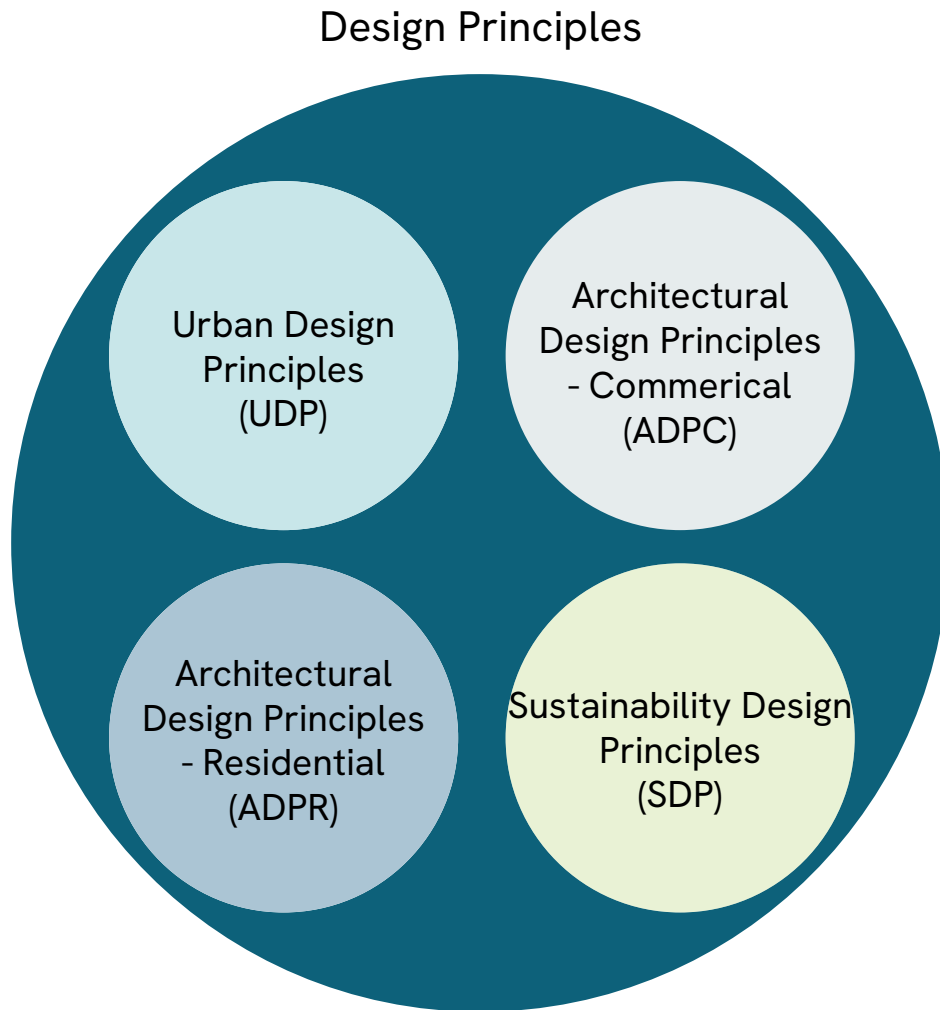 Design Principles
Urban Design
Principles
(UDP)
Architectural
Design Principles
- Commerical
(ADPC)
Architectural
Design Principles
- Residential
(ADPR)
Sustainability Design
Principles
(SDP)